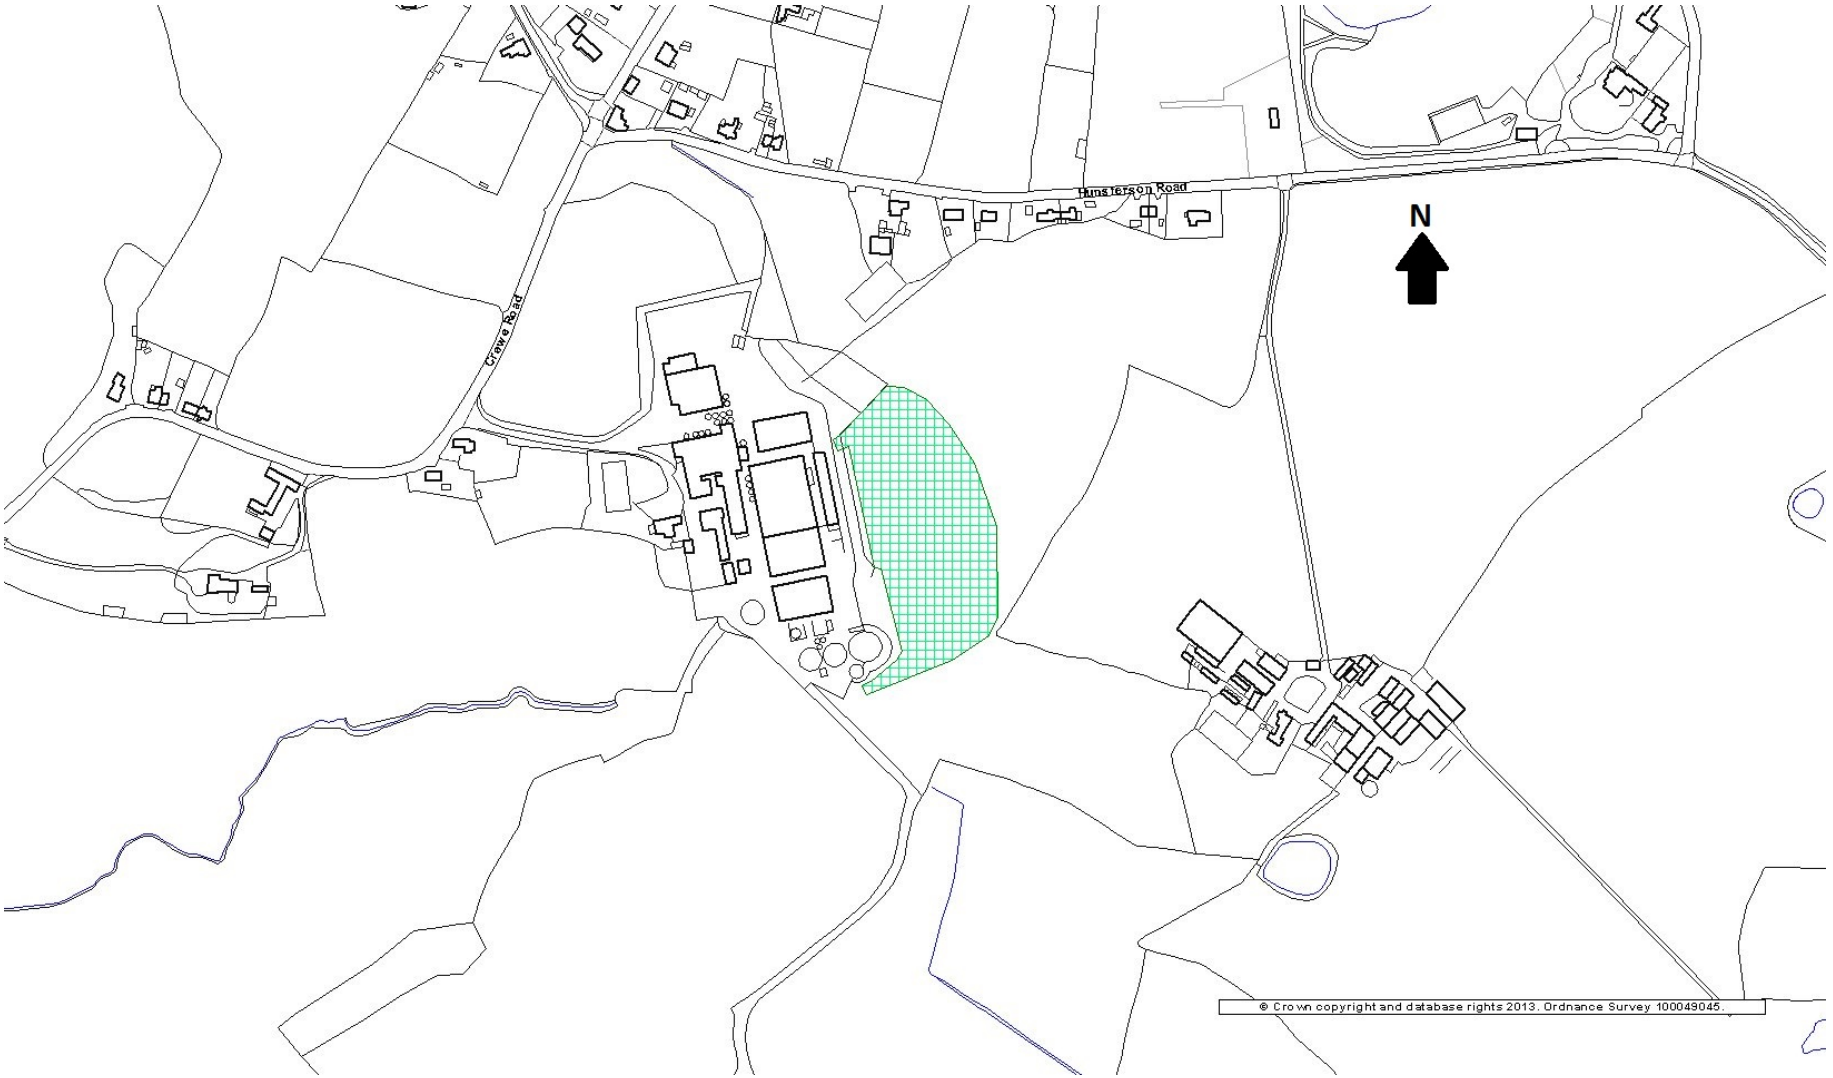 Hunsterson Road
N
Crewe Road
© Crown copyright and database rights 2013. Ordnance Survey 100049045.